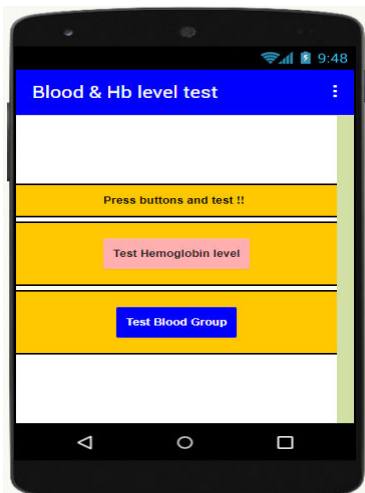 9:48
Blood & Hb level test
Press buttons and test !!
Test Hemoglobin level
Test Blood Group